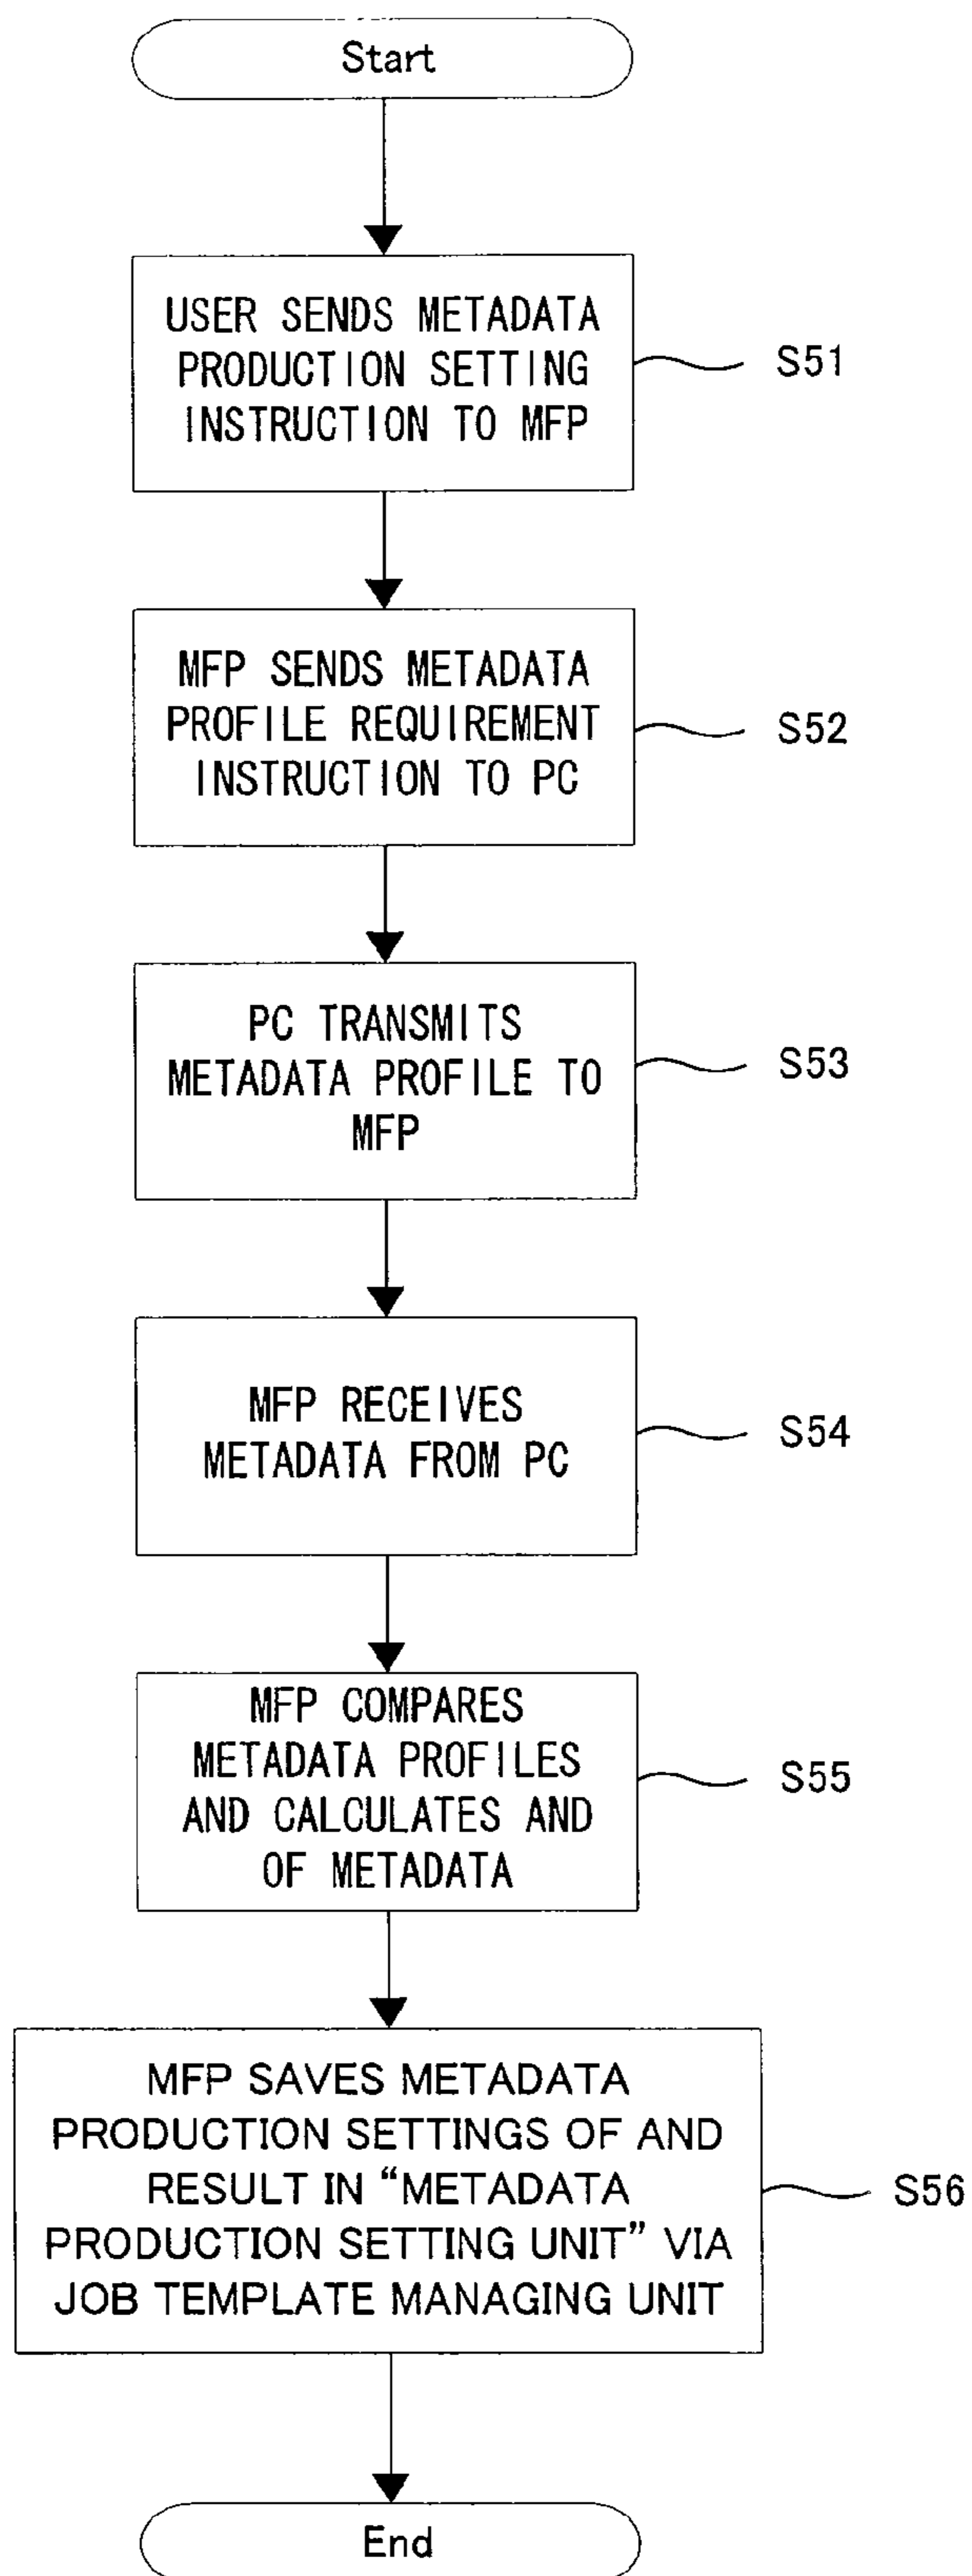 Start
USER SENDS METADATA
PRODUCTION SETTING
INSTRUCTION TO MFP
S51
MFP SENDS METADATA
PROFILE REQUIREMENT
INSTRUCTION TO PC
S52
PC TRANSMITS
METADATA PROFILE TO
MFP
S53
MFP RECEIVES
METADATA FROM PC
S54
MFP COMPARES
METADATA PROFILES
AND CALCULATES AND
OF METADATA
S55
MFP SAVES METADATA
PRODUCTION SETTINGS OF AND
RESULT IN “METADATA
PRODUCTION SETTING UNIT” VIA
JOB TEMPLATE MANAGING UNIT
S56
End